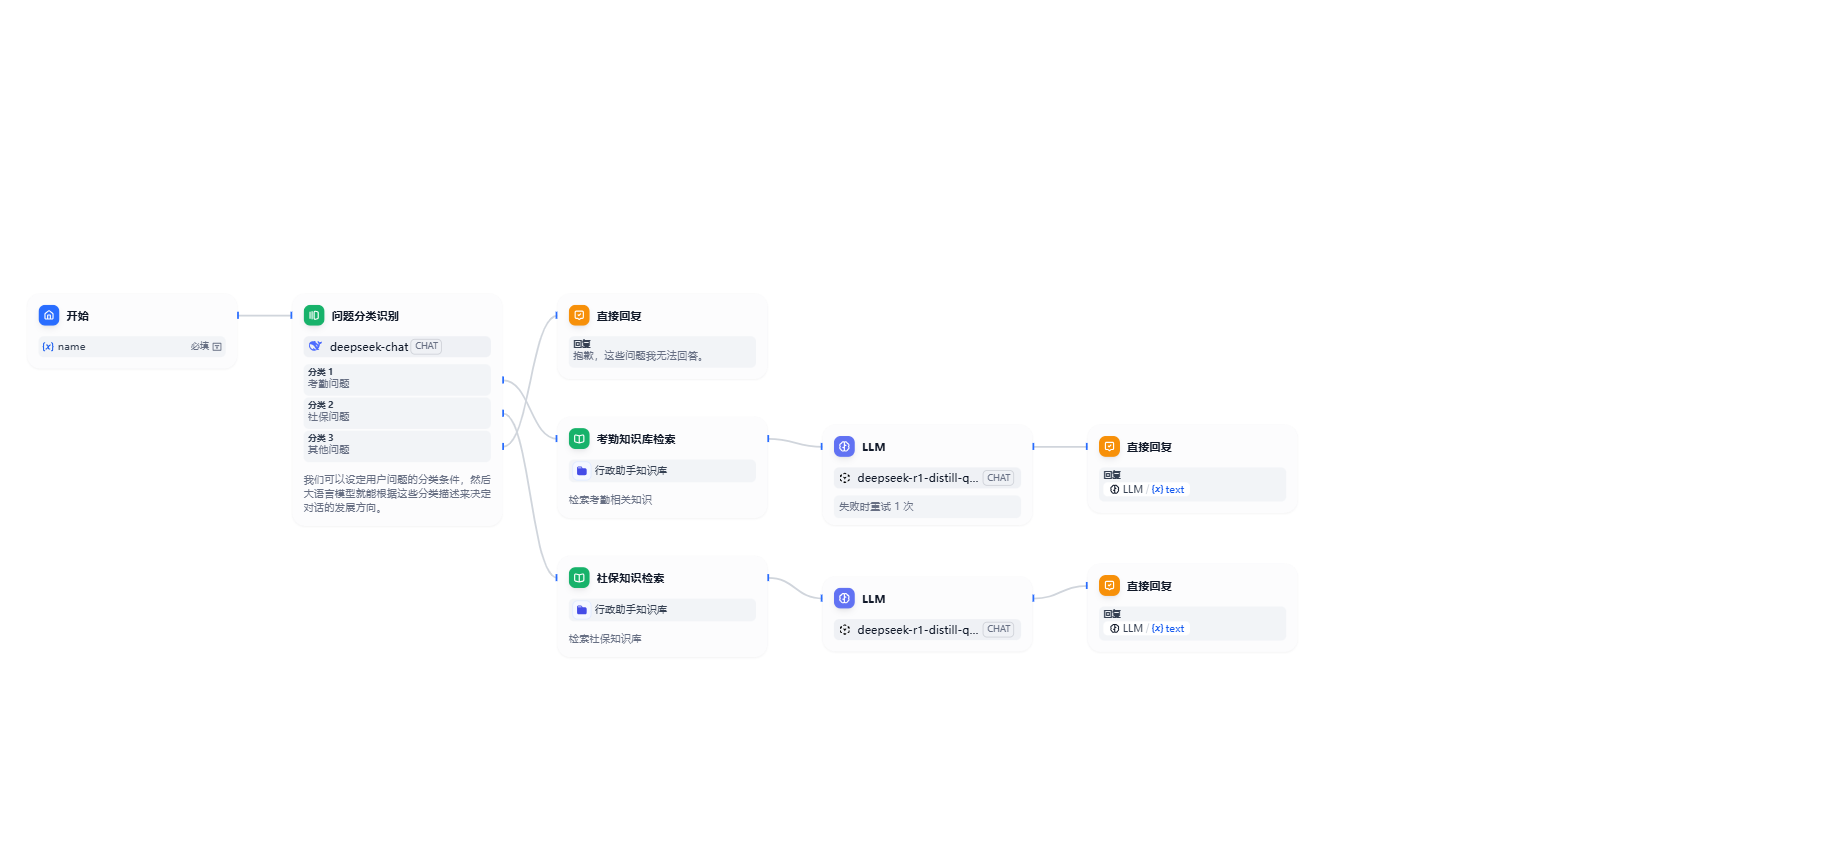 开始
{x} name 必填
问题分类识别
deepseek-chat CHAT
分类 1
考勤问题
分类 2
社保问题
分类 3
其他问题
我们可以设定用户问题的分类条件，然后
大语言模型就能根据这些分类描述来决定
对话的发展方向。
直接回复
回复
抱歉，这些问题我无法回答。
考勤知识库检索
行政助手知识库
检索考勤相关知识
LLM
deepseek-r1-distill-q... CHAT
失败时重试 1 次
直接回复
回复
LLM / {x} text
社保知识检索
行政助手知识库
检索社保知识库
LLM
deepseek-r1-distill-q... CHAT
直接回复
回复
LLM / {x} text